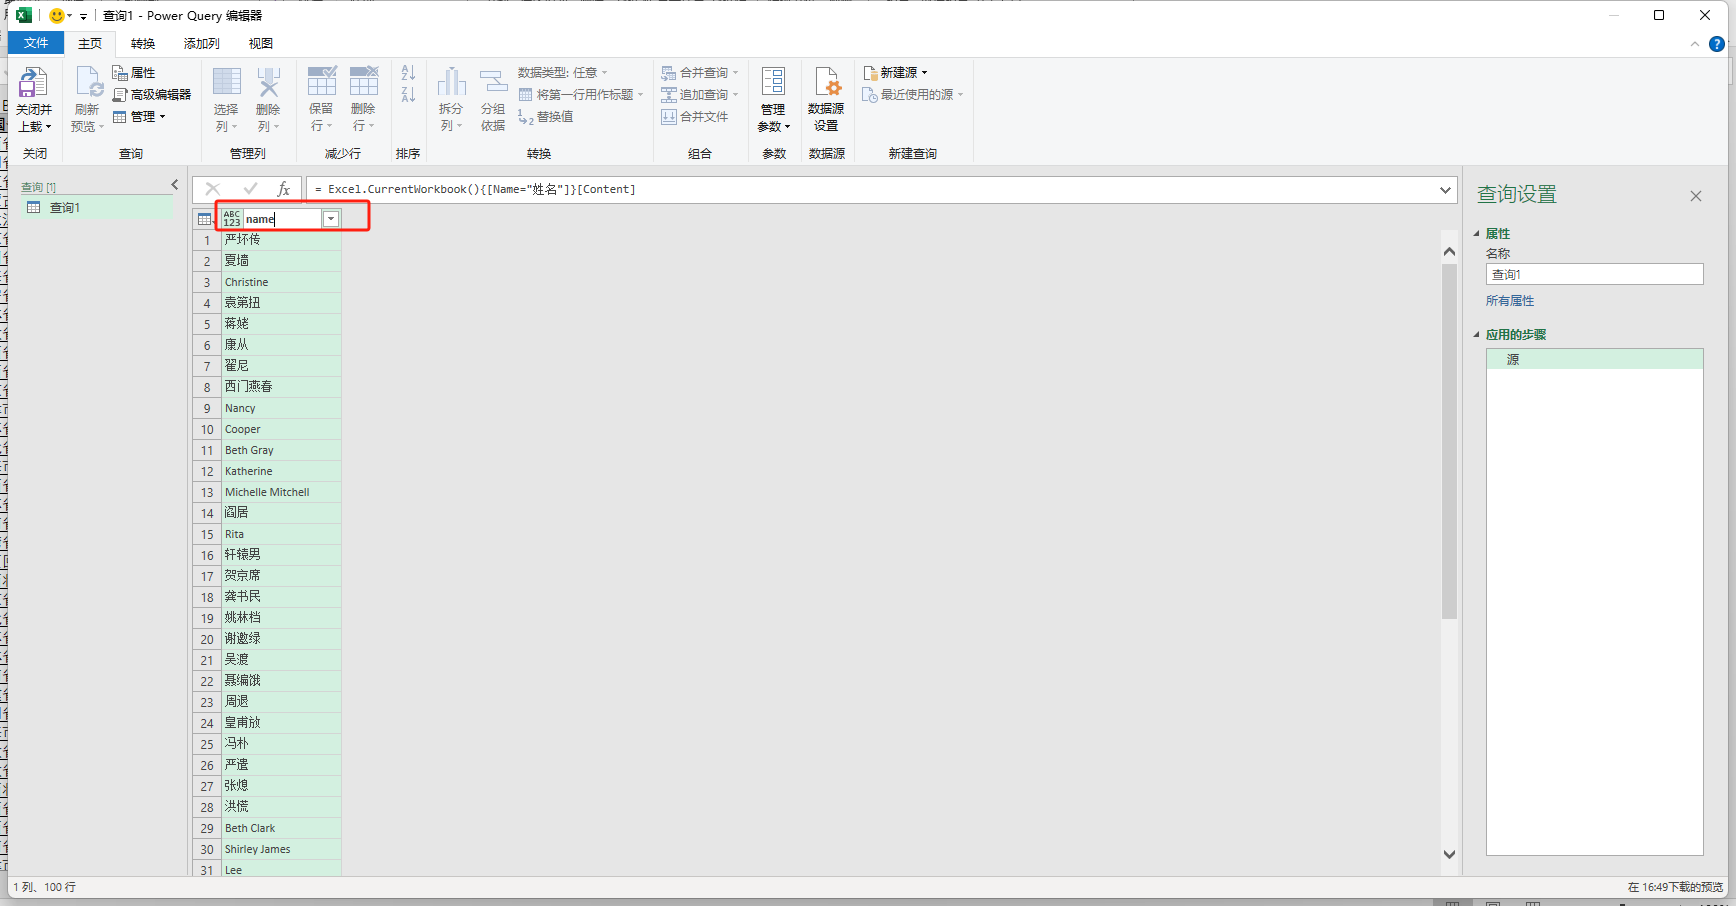 查询1 - Power Query 编辑器
文件 主页 转换 添加列 视图
关闭并上载
刷新预览
属性
高级编辑器
管理
选择列
删除列
保留行
删除行
拆分列
分组依据
数据类型: 任意
将第一行用作标题
替换值
合并查询
追加查询
合并文件
管理参数
数据源设置
新建源
最近使用的源
关闭 查询 管理列 减少行 排序 转换 组合 参数 数据源 新建查询
查询 [1]
查询1
= Excel.CurrentWorkbook(){[Name="姓名"]}[Content]
ABC 123 name
1 严坏传
2 夏墙
3 Christine
4 袁第扭
5 蒋姥
6 康从
7 翟尼
8 西门燕春
9 Nancy
10 Cooper
11 Beth Gray
12 Katherine
13 Michelle Mitchell
14 阎居
15 Rita
16 轩辕男
17 贺京席
18 龚书民
19 姚林档
20 谢邀绿
21 吴渡
22 聂编饿
23 周退
24 皇甫放
25 冯朴
26 严遣
27 张熄
28 洪慌
29 Beth Clark
30 Shirley James
31 Lee
查询设置
属性
名称
查询1
所有属性
应用的步骤
源
1 列、100 行
在 16:49下载的预览